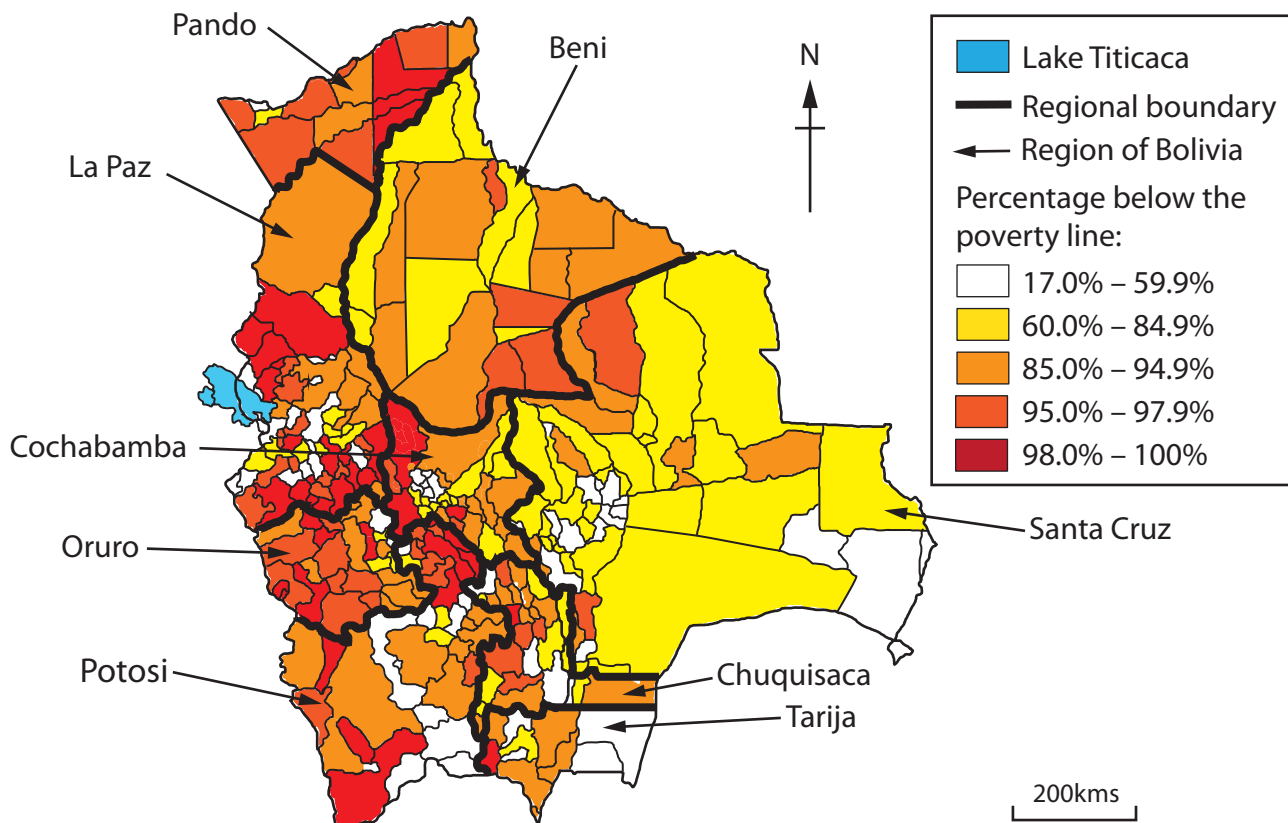 Pando
Beni
N
La Paz
Cochabamba
Oruro
Potosi
Santa Cruz
Chuquisaca
Tarija
200kms
Lake Titicaca
Regional boundary
Region of Bolivia
Percentage below the
poverty line:
17.0% – 59.9%
60.0% – 84.9%
85.0% – 94.9%
95.0% – 97.9%
98.0% – 100%